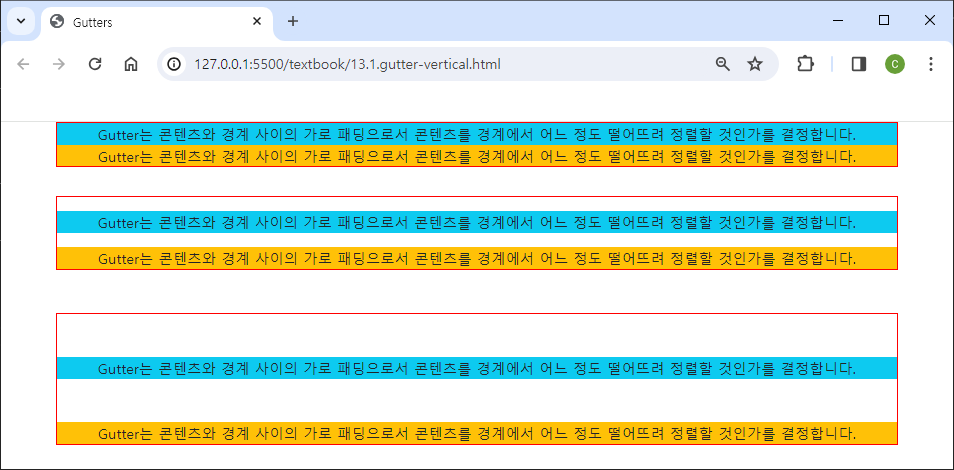 Gutters
127.0.0.1:5500/textbook/13.1.gutter-vertical.html
C
Gutter는 콘텐츠와 경계 사이의 가로 패딩으로서 콘텐츠를 경계에서 어느 정도 떨어뜨려 정렬할 것인가를 결정합니다.
Gutter는 콘텐츠와 경계 사이의 가로 패딩으로서 콘텐츠를 경계에서 어느 정도 떨어뜨려 정렬할 것인가를 결정합니다.
Gutter는 콘텐츠와 경계 사이의 가로 패딩으로서 콘텐츠를 경계에서 어느 정도 떨어뜨려 정렬할 것인가를 결정합니다.
Gutter는 콘텐츠와 경계 사이의 가로 패딩으로서 콘텐츠를 경계에서 어느 정도 떨어뜨려 정렬할 것인가를 결정합니다.
Gutter는 콘텐츠와 경계 사이의 가로 패딩으로서 콘텐츠를 경계에서 어느 정도 떨어뜨려 정렬할 것인가를 결정합니다.
Gutter는 콘텐츠와 경계 사이의 가로 패딩으로서 콘텐츠를 경계에서 어느 정도 떨어뜨려 정렬할 것인가를 결정합니다.